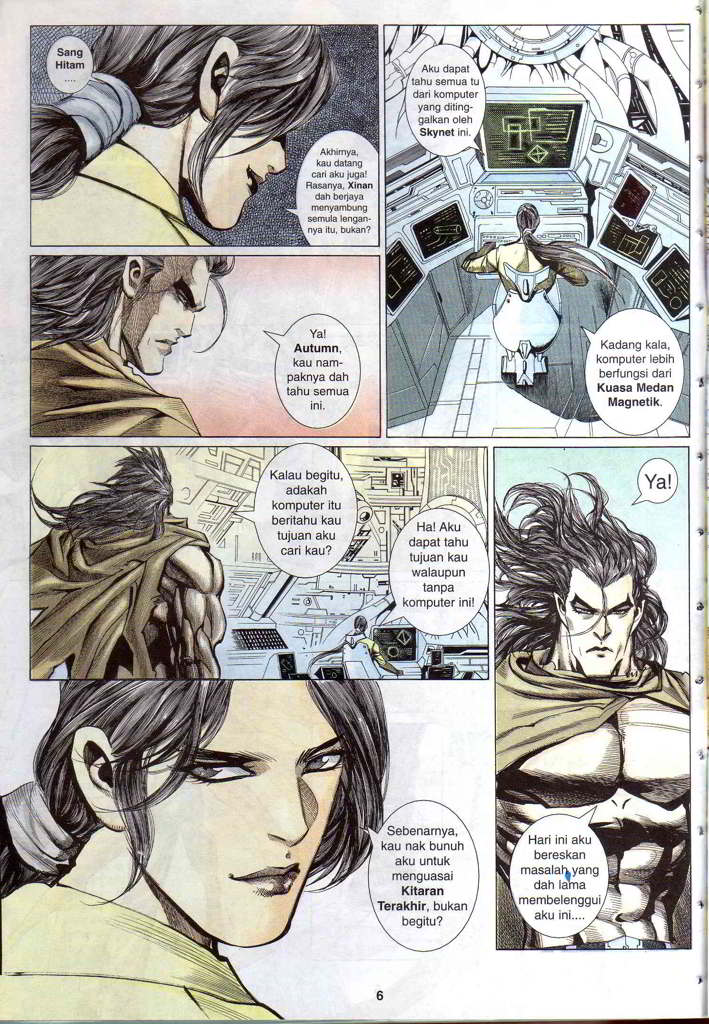 Sang
Hitam
....
Akhirnya,
kau datang
cari aku juga!
Rasanya, Xinan
dah berjaya
menyambung
semula lengan-
nya itu, bukan?
Aku dapat
tahu semua tu
dari komputer
yang diting-
galkan oleh
Skynet ini.
Kadang kala,
komputer lebih
berfungsi dari
Kuasa Medan
Magnetik.
Ya!
Autumn,
kau nam-
paknya dah
tahu semua
ini.
Kalau begitu,
adakah
komputer itu
beritahu kau
tujuan aku
cari kau?
Ha! Aku
dapat tahu
tujuan kau
walaupun
tanpa
komputer ini!
Ya!
Hari ini aku
bereskan
masalah yang
dah lama
membelenggui
aku ini....
Sebenarnya,
kau nak bunuh
aku untuk
menguasai
Kitaran
Terakhir, bukan
begitu?
6